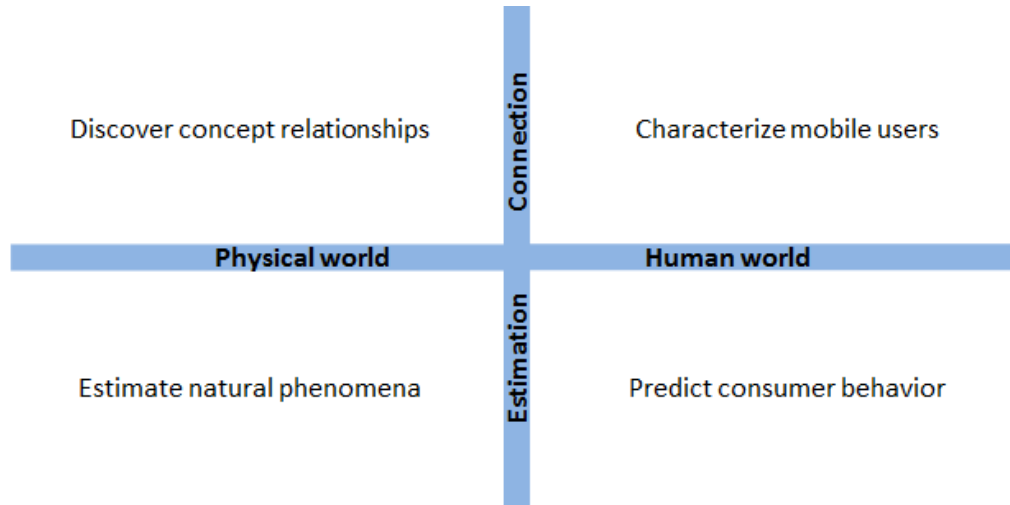 Discover concept relationships
Connection
Characterize mobile users
Physical world
Human world
Estimate natural phenomena
Estimation
Predict consumer behavior